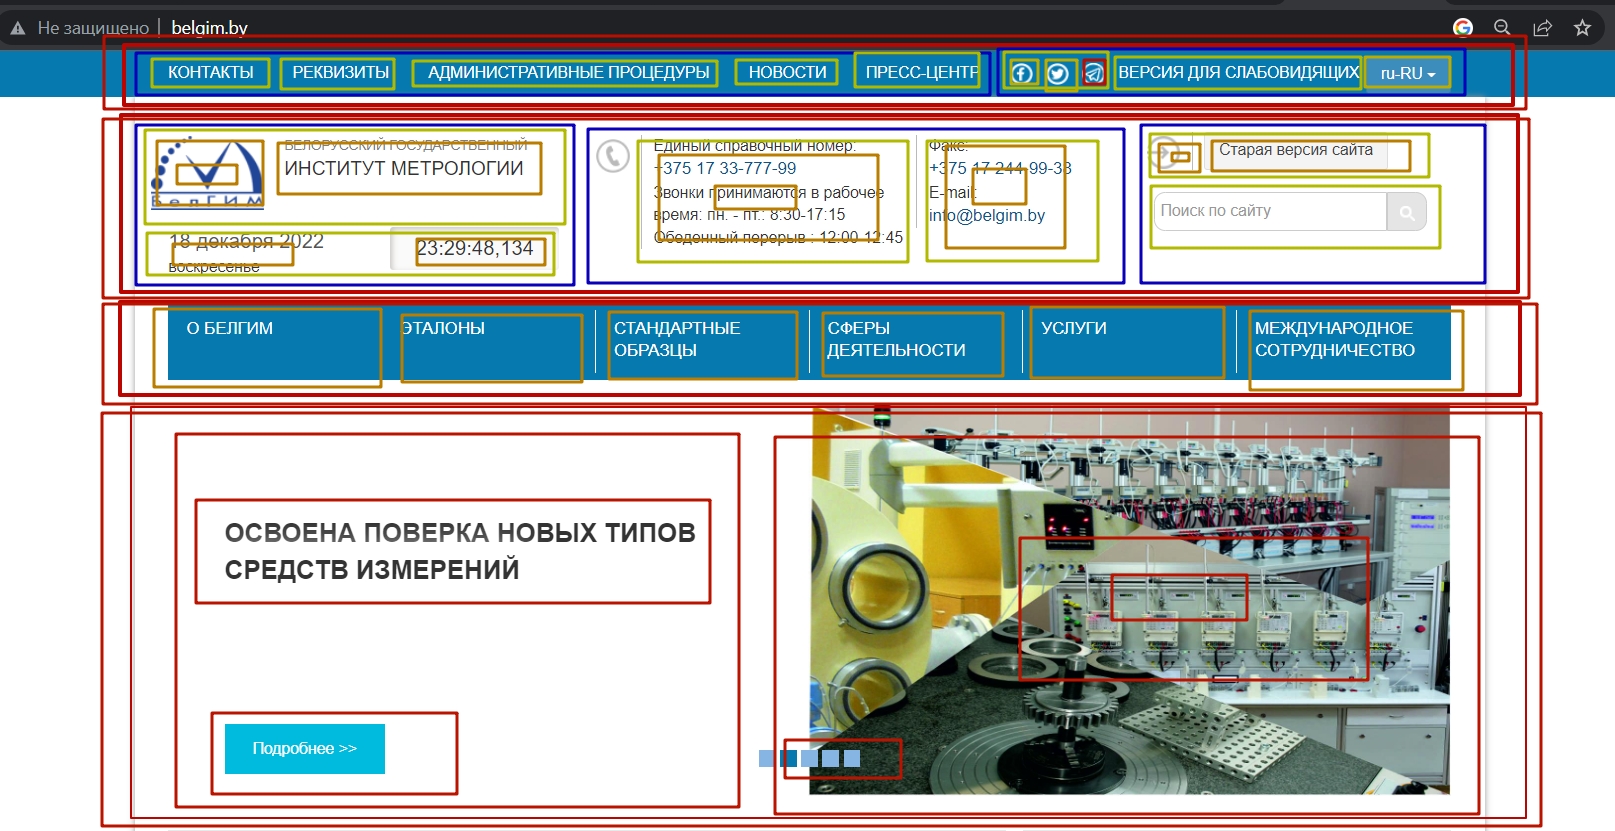 Не защищено | belgim.by
КОНТАКТЫ РЕКВИЗИТЫ АДМИНИСТРАТИВНЫЕ ПРОЦЕДУРЫ НОВОСТИ ПРЕСС-ЦЕНТР ВЕРСИЯ ДЛЯ СЛАБОВИДЯЩИХ ru-RU
БЕЛОРУССКИЙ ГОСУДАРСТВЕННЫЙ
ИНСТИТУТ МЕТРОЛОГИИ
БелГИМ
18 декабря 2022
воскресенье
23:29:48,134
Единый справочный номер:
+375 17 33-777-99
Звонки принимаются в рабочее
время: пн. - пт.: 8:30-17:15
Обеденный перерыв : 12:00-12:45
Факс:
+375 17 244-99-38
E-mail:
info@belgim.by
Старая версия сайта
Поиск по сайту
О БЕЛГИМ
ЭТАЛОНЫ
СТАНДАРТНЫЕ
ОБРАЗЦЫ
СФЕРЫ
ДЕЯТЕЛЬНОСТИ
УСЛУГИ
МЕЖДУНАРОДНОЕ
СОТРУДНИЧЕСТВО
ОСВОЕНА ПОВЕРКА НОВЫХ ТИПОВ
СРЕДСТВ ИЗМЕРЕНИЙ
Подробнее >>